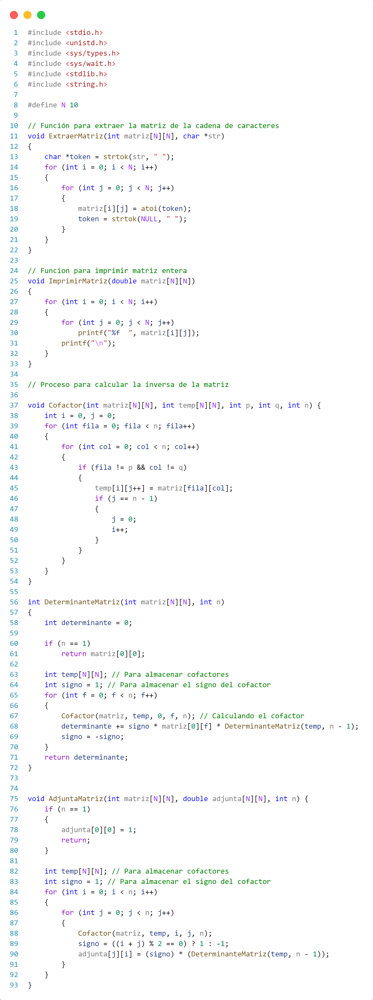 1 #include <stdio.h>
2 #include <unistd.h>
3 #include <sys/types.h>
4 #include <sys/wait.h>
5 #include <stdlib.h>
6 #include <string.h>
7
8 #define N 10
9
10 // Función para extraer la matriz de la cadena de caracteres
11 void ExtraerMatriz(int matriz[N][N], char *str)
12 {
13     char *token = strtok(str, " ");
14     for (int i = 0; i < N; i++)
15     {
16         for (int j = 0; j < N; j++)
17         {
18             matriz[i][j] = atoi(token);
19             token = strtok(NULL, " ");
20         }
21     }
22 }
23
24 // Funcion para imprimir matriz entera
25 void ImprimirMatriz(double matriz[N][N])
26 {
27     for (int i = 0; i < N; i++)
28     {
29         for (int j = 0; j < N; j++)
30             printf("%f  ", matriz[i][j]);
31         printf("\n");
32     }
33 }
34
35 // Proceso para calcular la inversa de la matriz
36
37 void Cofactor(int matriz[N][N], int temp[N][N], int p, int q, int n) {
38     int i = 0, j = 0;
39     for (int fila = 0; fila < n; fila++)
40     {
41         for (int col = 0; col < n; col++)
42         {
43             if (fila != p && col != q)
44             {
45                 temp[i][j++] = matriz[fila][col];
46                 if (j == n - 1)
47                 {
48                     j = 0;
49                     i++;
50                 }
51             }
52         }
53     }
54 }
55
56 int DeterminanteMatriz(int matriz[N][N], int n)
57 {
58     int determinante = 0;
59
60     if (n == 1)
61         return matriz[0][0];
62
63     int temp[N][N]; // Para almacenar cofactores
64     int signo = 1; // Para almacenar el signo del cofactor
65     for (int f = 0; f < n; f++)
66     {
67         Cofactor(matriz, temp, 0, f, n); // Calculando el cofactor
68         determinante += signo * matriz[0][f] * DeterminanteMatriz(temp, n - 1);
69         signo = -signo;
70     }
71     return determinante;
72 }
73
74
75 void AdjuntaMatriz(int matriz[N][N], double adjunta[N][N], int n) {
76     if (n == 1)
77     {
78         adjunta[0][0] = 1;
79         return;
80     }
81
82     int temp[N][N]; // Para almacenar cofactores
83     int signo = 1; // Para almacenar el signo del cofactor
84     for (int i = 0; i < n; i++)
85     {
86         for (int j = 0; j < n; j++)
87         {
88             Cofactor(matriz, temp, i, j, n);
89             signo = ((i + j) % 2 == 0) ? 1 : -1;
90             adjunta[j][i] = (signo) * (DeterminanteMatriz(temp, n - 1));
91         }
92     }
93 }